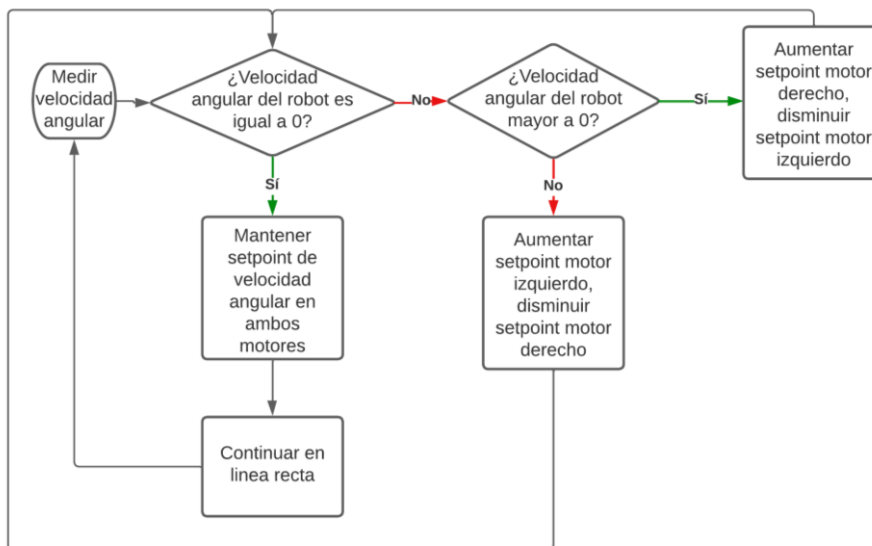 Medir
velocidad
angular
¿Velocidad
angular del robot es
igual a 0?
No
¿Velocidad
angular del robot
mayor a 0?
Sí
Aumentar
setpoint motor
derecho,
disminuir
setpoint motor
izquierdo
Sí
No
Mantener
setpoint de
velocidad
angular en
ambos
motores
Aumentar
setpoint motor
izquierdo,
disminuir
setpoint motor
derecho
Continuar en
linea recta